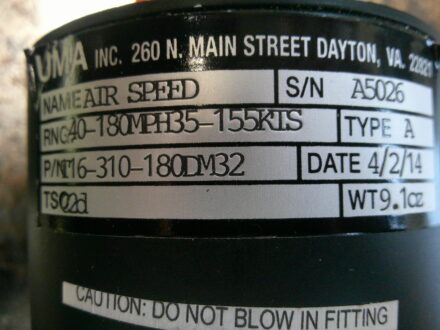 UMA INC. 260 N. MAIN STREET DAYTON, VA.
NAME AIR SPEED S/N A5026
RNG 40-180MPH 35-155KTS TYPE A
P/N T16-310-180DM32 DATE 4/2/14
TSO WT 9.1oz
CAUTION: DO NOT BLOW IN FITTING